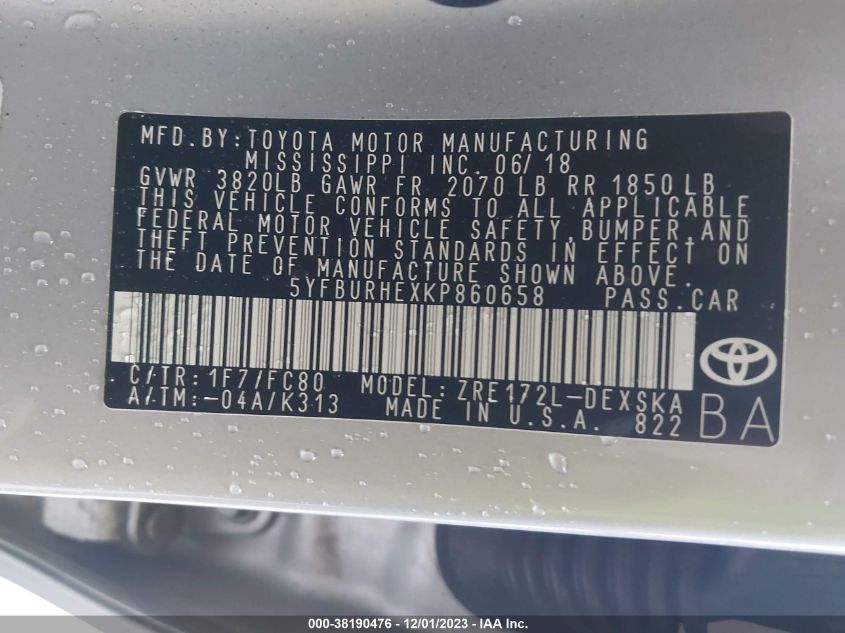 MFD.BY:TOYOTA MOTOR MANUFACTURING
MISSISSIPPI INC. 06/18
GVWR 3820LB GAWR FR 2070 LB RR 1850 LB
THIS VEHICLE CONFORMS TO ALL APPLICABLE
FEDERAL MOTOR VEHICLE SAFETY,BUMPER,AND
THEFT PREVENTION STANDARDS IN EFFECT ON
THE DATE OF MANUFACTURE SHOWN ABOVE.
5YFBURHEXKP860658 PASS.CAR
C/TR:1F7/FC80 MODEL:ZRE172L-DEXSKA
A/TM:-04A/K313 MADE IN U.S.A. 822
BA
000-38190476 - 12/01/2023 - IAA Inc.